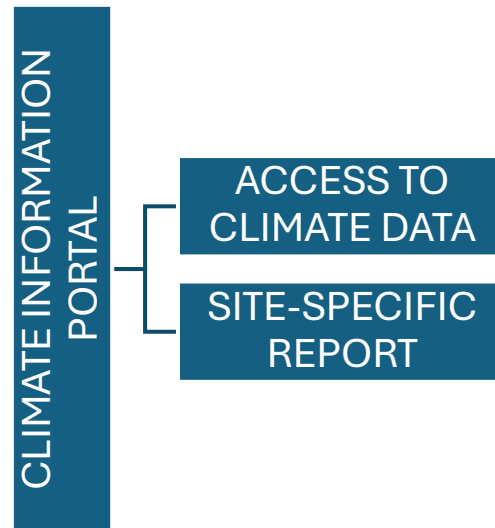 CLIMATE INFORMATION
PORTAL
ACCESS TO
CLIMATE DATA
SITE-SPECIFIC
REPORT